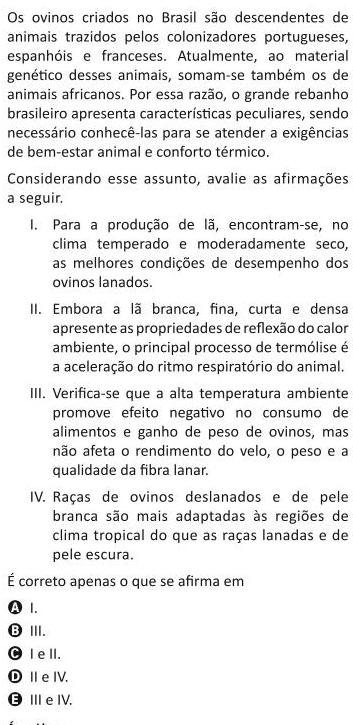 Os ovinos criados no Brasil são descendentes de
animais trazidos pelos colonizadores portugueses,
espanhóis e franceses. Atualmente, ao material
genético desses animais, somam-se também os de
animais africanos. Por essa razão, o grande rebanho
brasileiro apresenta características peculiares, sendo
necessário conhecê-las para se atender a exigências
de bem-estar animal e conforto térmico.
Considerando esse assunto, avalie as afirmações
a seguir.
I. Para a produção de lã, encontram-se, no
clima temperado e moderadamente seco,
as melhores condições de desempenho dos
ovinos lanados.
II. Embora a lã branca, fina, curta e densa
apresente as propriedades de reflexão do calor
ambiente, o principal processo de termólise é
a aceleração do ritmo respiratório do animal.
III. Verifica-se que a alta temperatura ambiente
promove efeito negativo no consumo de
alimentos e ganho de peso de ovinos, mas
não afeta o rendimento do velo, o peso e a
qualidade da fibra lanar.
IV. Raças de ovinos deslanados e de pele
branca são mais adaptadas às regiões de
clima tropical do que as raças lanadas e de
pele escura.
É correto apenas o que se afirma em
A I.
B III.
C I e II.
D II e IV.
E III e IV.